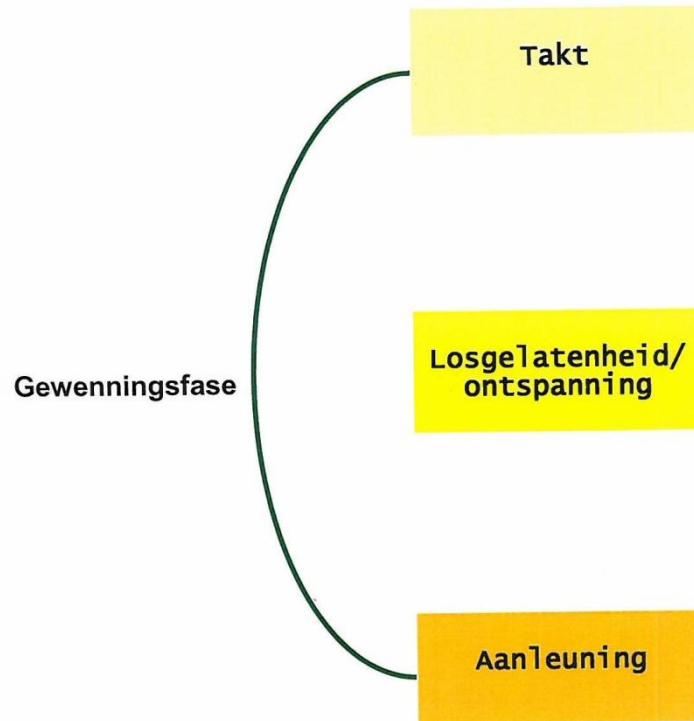 Takt
Losgelatenheid/
ontspanning
Gewenningsfase
Aanleuning